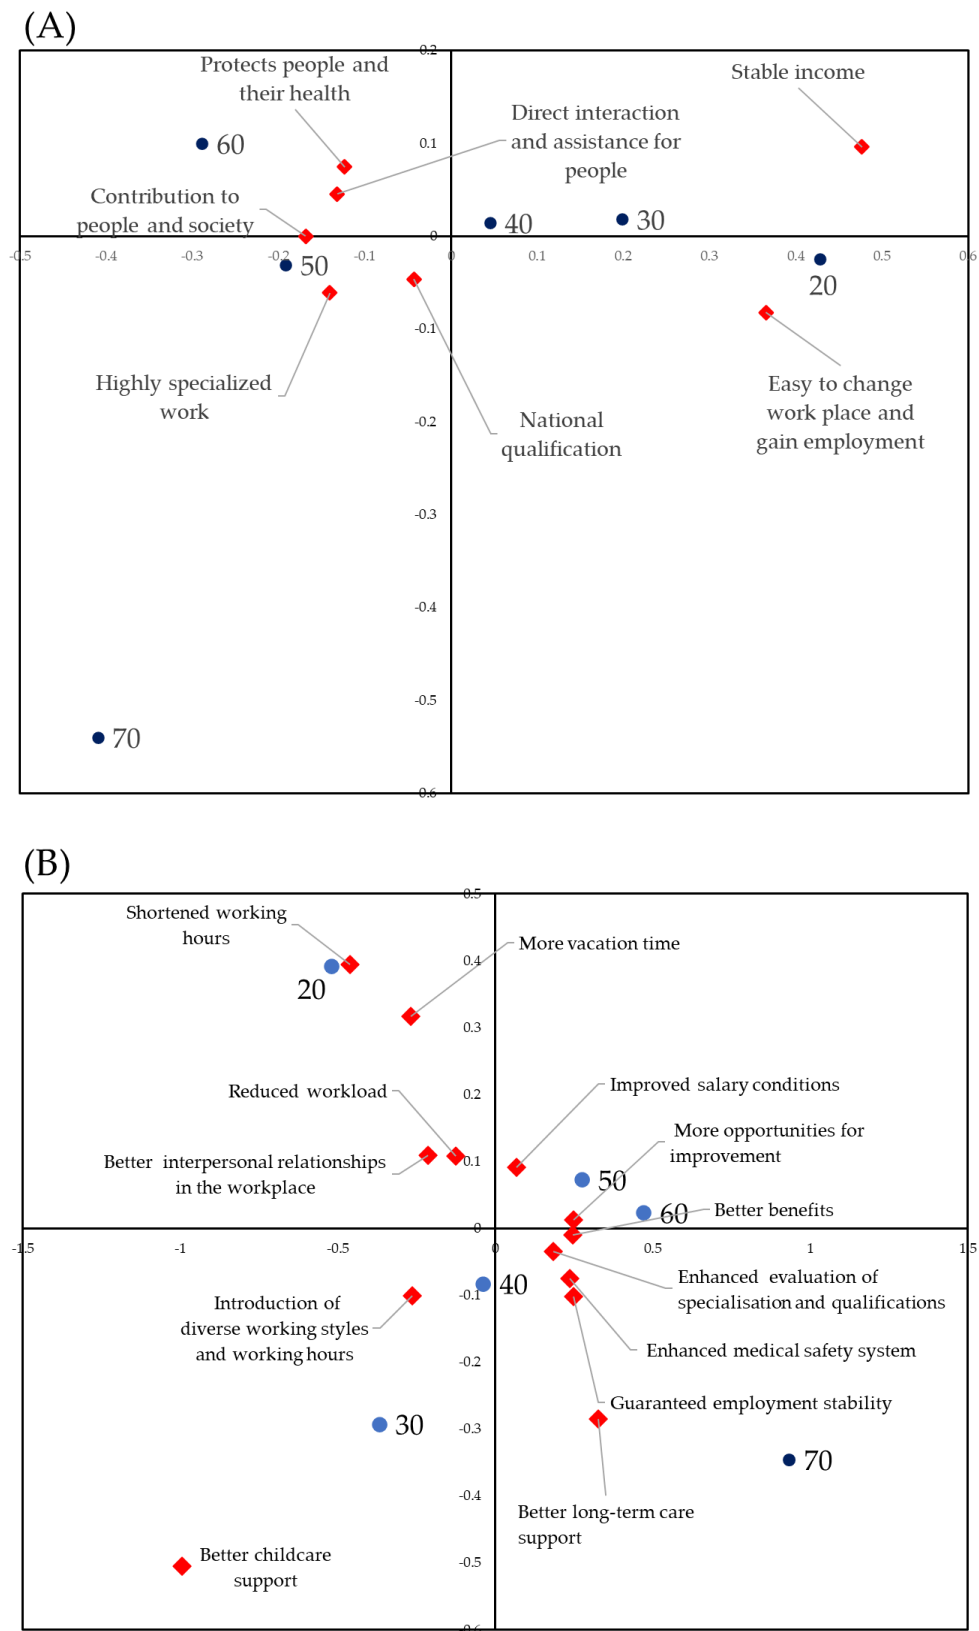 (A)
0.2
Protects people and
their health
Stable income
Direct interaction
and assistance for
people
0.1
60
Contribution to
people and society
40
30
0
-0.5
-0.4
-0.3
-0.2
-0.1
0
0.1
0.2
0.3
0.4
0.5
0.6
50
20
-0.1
Highly specialized
work
Easy to change
work place and
gain employment
National
qualification
-0.2
-0.3
-0.4
-0.5
70
-0.6
(B)
0.5
Shortened working
hours
More vacation time
0.4
20
0.3
Reduced workload
Improved salary conditions
0.2
More opportunities for
improvement
Better interpersonal relationships
in the workplace
0.1
50
60
Better benefits
0
-1.5
-1
-0.5
0
0.5
1
1.5
40
-0.1
Enhanced evaluation of
specialisation and qualifications
Introduction of
diverse working styles
and working hours
Enhanced medical safety system
-0.2
Guaranteed employment stability
30
-0.3
70
-0.4
Better long-term care
support
Better childcare
support
-0.5
-0.6